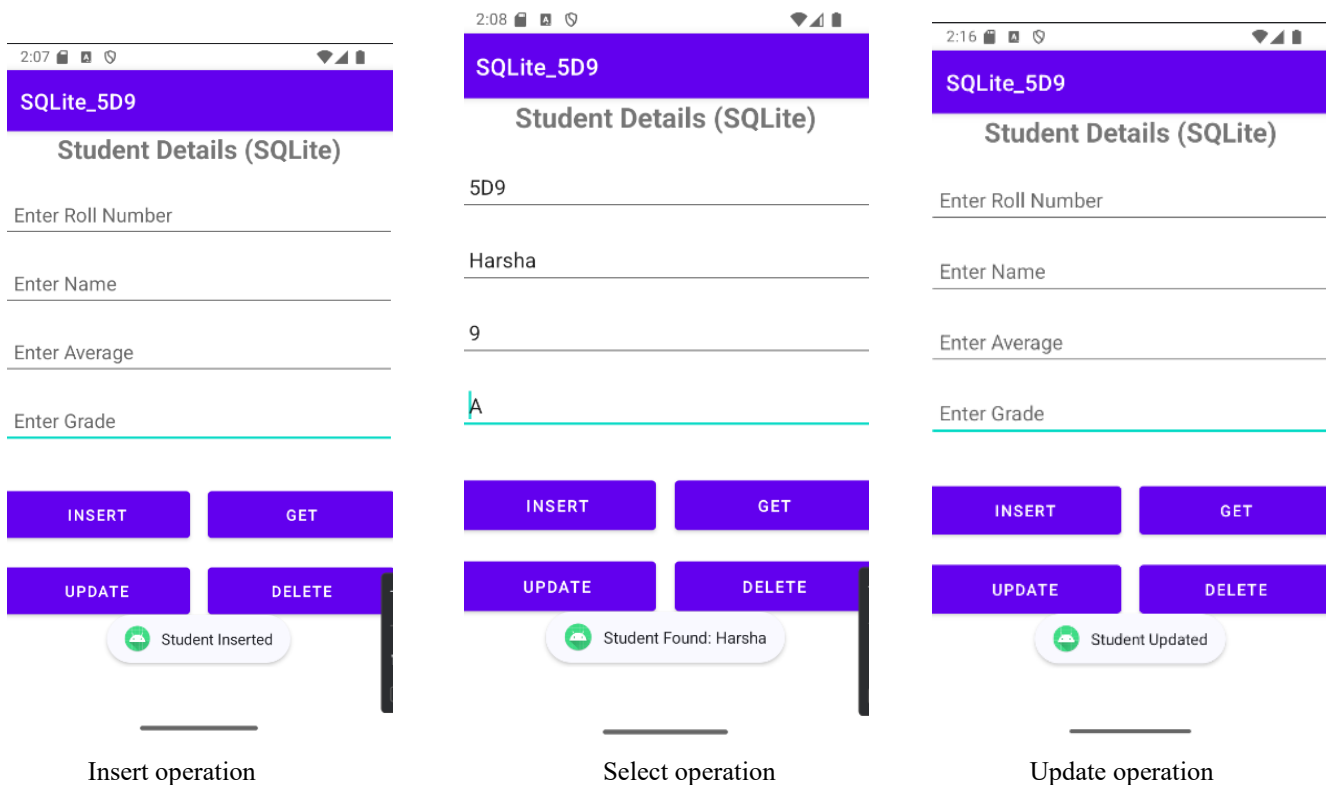 2:07
SQLite_5D9
Student Details (SQLite)
Enter Roll Number
Enter Name
Enter Average
Enter Grade
INSERT GET
UPDATE DELETE
Student Inserted
Insert operation
2:08
SQLite_5D9
Student Details (SQLite)
5D9
Harsha
9
A
INSERT GET
UPDATE DELETE
Student Found: Harsha
Select operation
2:16
SQLite_5D9
Student Details (SQLite)
Enter Roll Number
Enter Name
Enter Average
Enter Grade
INSERT GET
UPDATE DELETE
Student Updated
Update operation